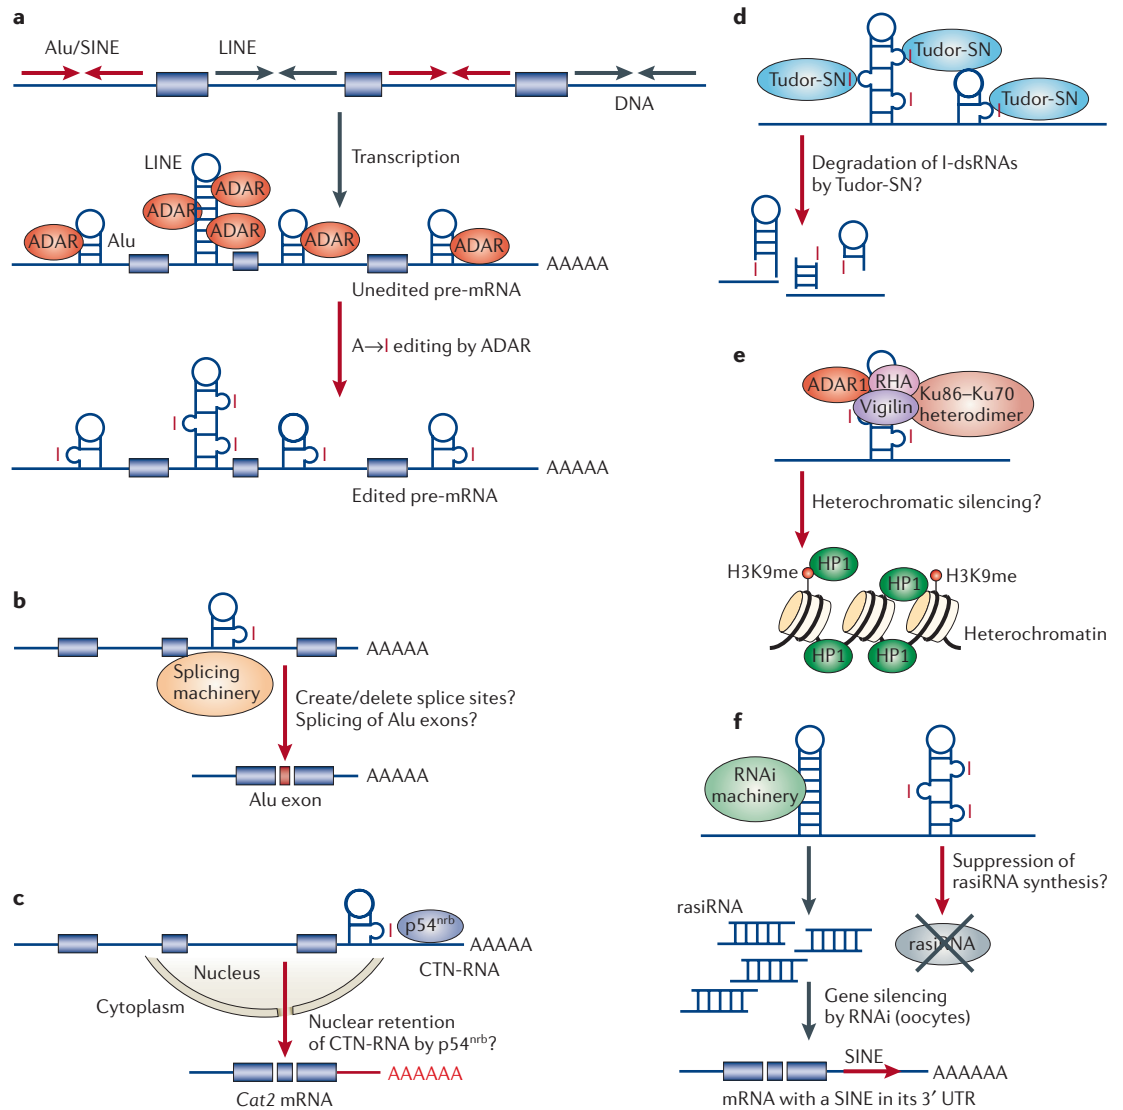 a
Alu/SINE
LINE
DNA
Transcription
LINE
ADAR
ADAR
ADAR
ADAR
Alu
ADAR
ADAR
AAAAA
Unedited pre-mRNA
A→I editing by ADAR
I
I
I
I
I
I
AAAAA
Edited pre-mRNA
b
I
AAAAA
Splicing
machinery
Create/delete splice sites?
Splicing of Alu exons?
AAAAA
Alu exon
c
I
p54nrb
AAAAA
CTN-RNA
Nucleus
Cytoplasm
Nuclear retention
of CTN-RNA by p54nrb?
AAAAAA
Cat2 mRNA
d
Tudor-SN
I
Tudor-SN
I
I
Tudor-SN
I
Degradation of I-dsRNAs
by Tudor-SN?
I
I
I
e
ADAR1
RHA
Vigilin
Ku86–Ku70
heterodimer
I
I
Heterochromatic silencing?
H3K9me
HP1
HP1
H3K9me
Heterochromatin
HP1
HP1
f
RNAi
machinery
I
I
I
Suppression of
rasiRNA synthesis?
rasiRNA
rasiRNA
Gene silencing
by RNAi (oocytes)
SINE
AAAAAA
mRNA with a SINE in its 3′ UTR